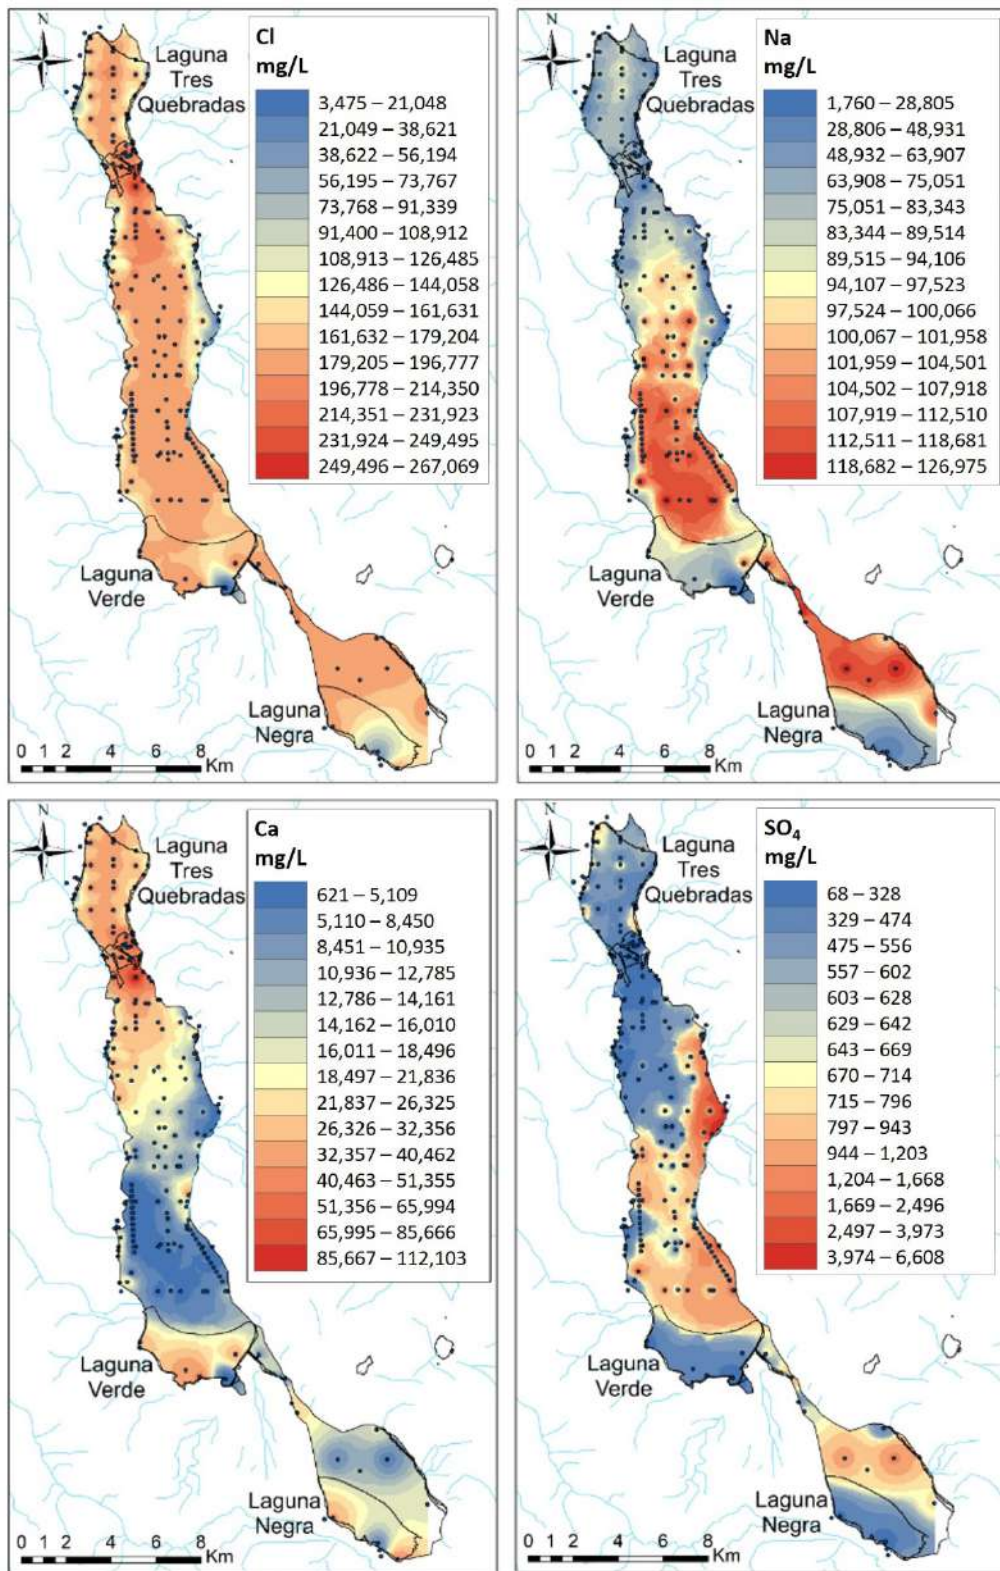 N
Laguna
Tres
Quebradas
Cl
mg/L
3,475 – 21,048
21,049 – 38,621
38,622 – 56,194
56,195 – 73,767
73,768 – 91,339
91,400 – 108,912
108,913 – 126,485
126,486 – 144,058
144,059 – 161,631
161,632 – 179,204
179,205 – 196,777
196,778 – 214,350
214,351 – 231,923
231,924 – 249,495
249,496 – 267,069
Laguna
Verde
Laguna
Negra
0 1 2 4 6 8
Km
N
Laguna
Tres
Quebradas
Na
mg/L
1,760 – 28,805
28,806 – 48,931
48,932 – 63,907
63,908 – 75,051
75,051 – 83,343
83,344 – 89,514
89,515 – 94,106
94,107 – 97,523
97,524 – 100,066
100,067 – 101,958
101,959 – 104,501
104,502 – 107,918
107,919 – 112,510
112,511 – 118,681
118,682 – 126,975
Laguna
Verde
Laguna
Negra
0 1 2 4 6 8
Km
N
Laguna
Tres
Quebradas
Ca
mg/L
621 – 5,109
5,110 – 8,450
8,451 – 10,935
10,936 – 12,785
12,786 – 14,161
14,162 – 16,010
16,011 – 18,496
18,497 – 21,836
21,837 – 26,325
26,326 – 32,356
32,357 – 40,462
40,463 – 51,355
51,356 – 65,994
65,995 – 85,666
85,667 – 112,103
Laguna
Verde
Laguna
Negra
0 1 2 4 6 8
Km
N
Laguna
Tres
Quebradas
SO₄
mg/L
68 – 328
329 – 474
475 – 556
557 – 602
603 – 628
629 – 642
643 – 669
670 – 714
715 – 796
797 – 943
944 – 1,203
1,204 – 1,668
1,669 – 2,496
2,497 – 3,973
3,974 – 6,608
Laguna
Verde
Laguna
Negra
0 1 2 4 6 8
Km